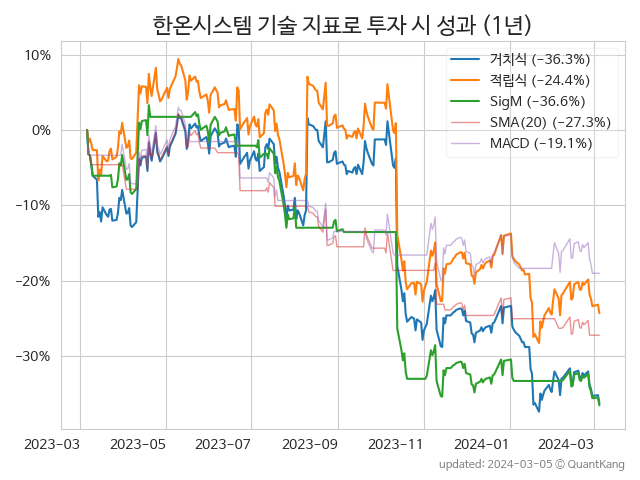 한온시스템 기술 지표로 투자 시 성과 (1년)
거치식 (−36.3%)
적립식 (−24.4%)
SigM (−36.6%)
SMA(20) (−27.3%)
MACD (−19.1%)
10%
0%
−10%
−20%
−30%
2023−03 2023−05 2023−07 2023−09 2023−11 2024−01 2024−03
updated: 2024−03−05 ⓒ QuantKang